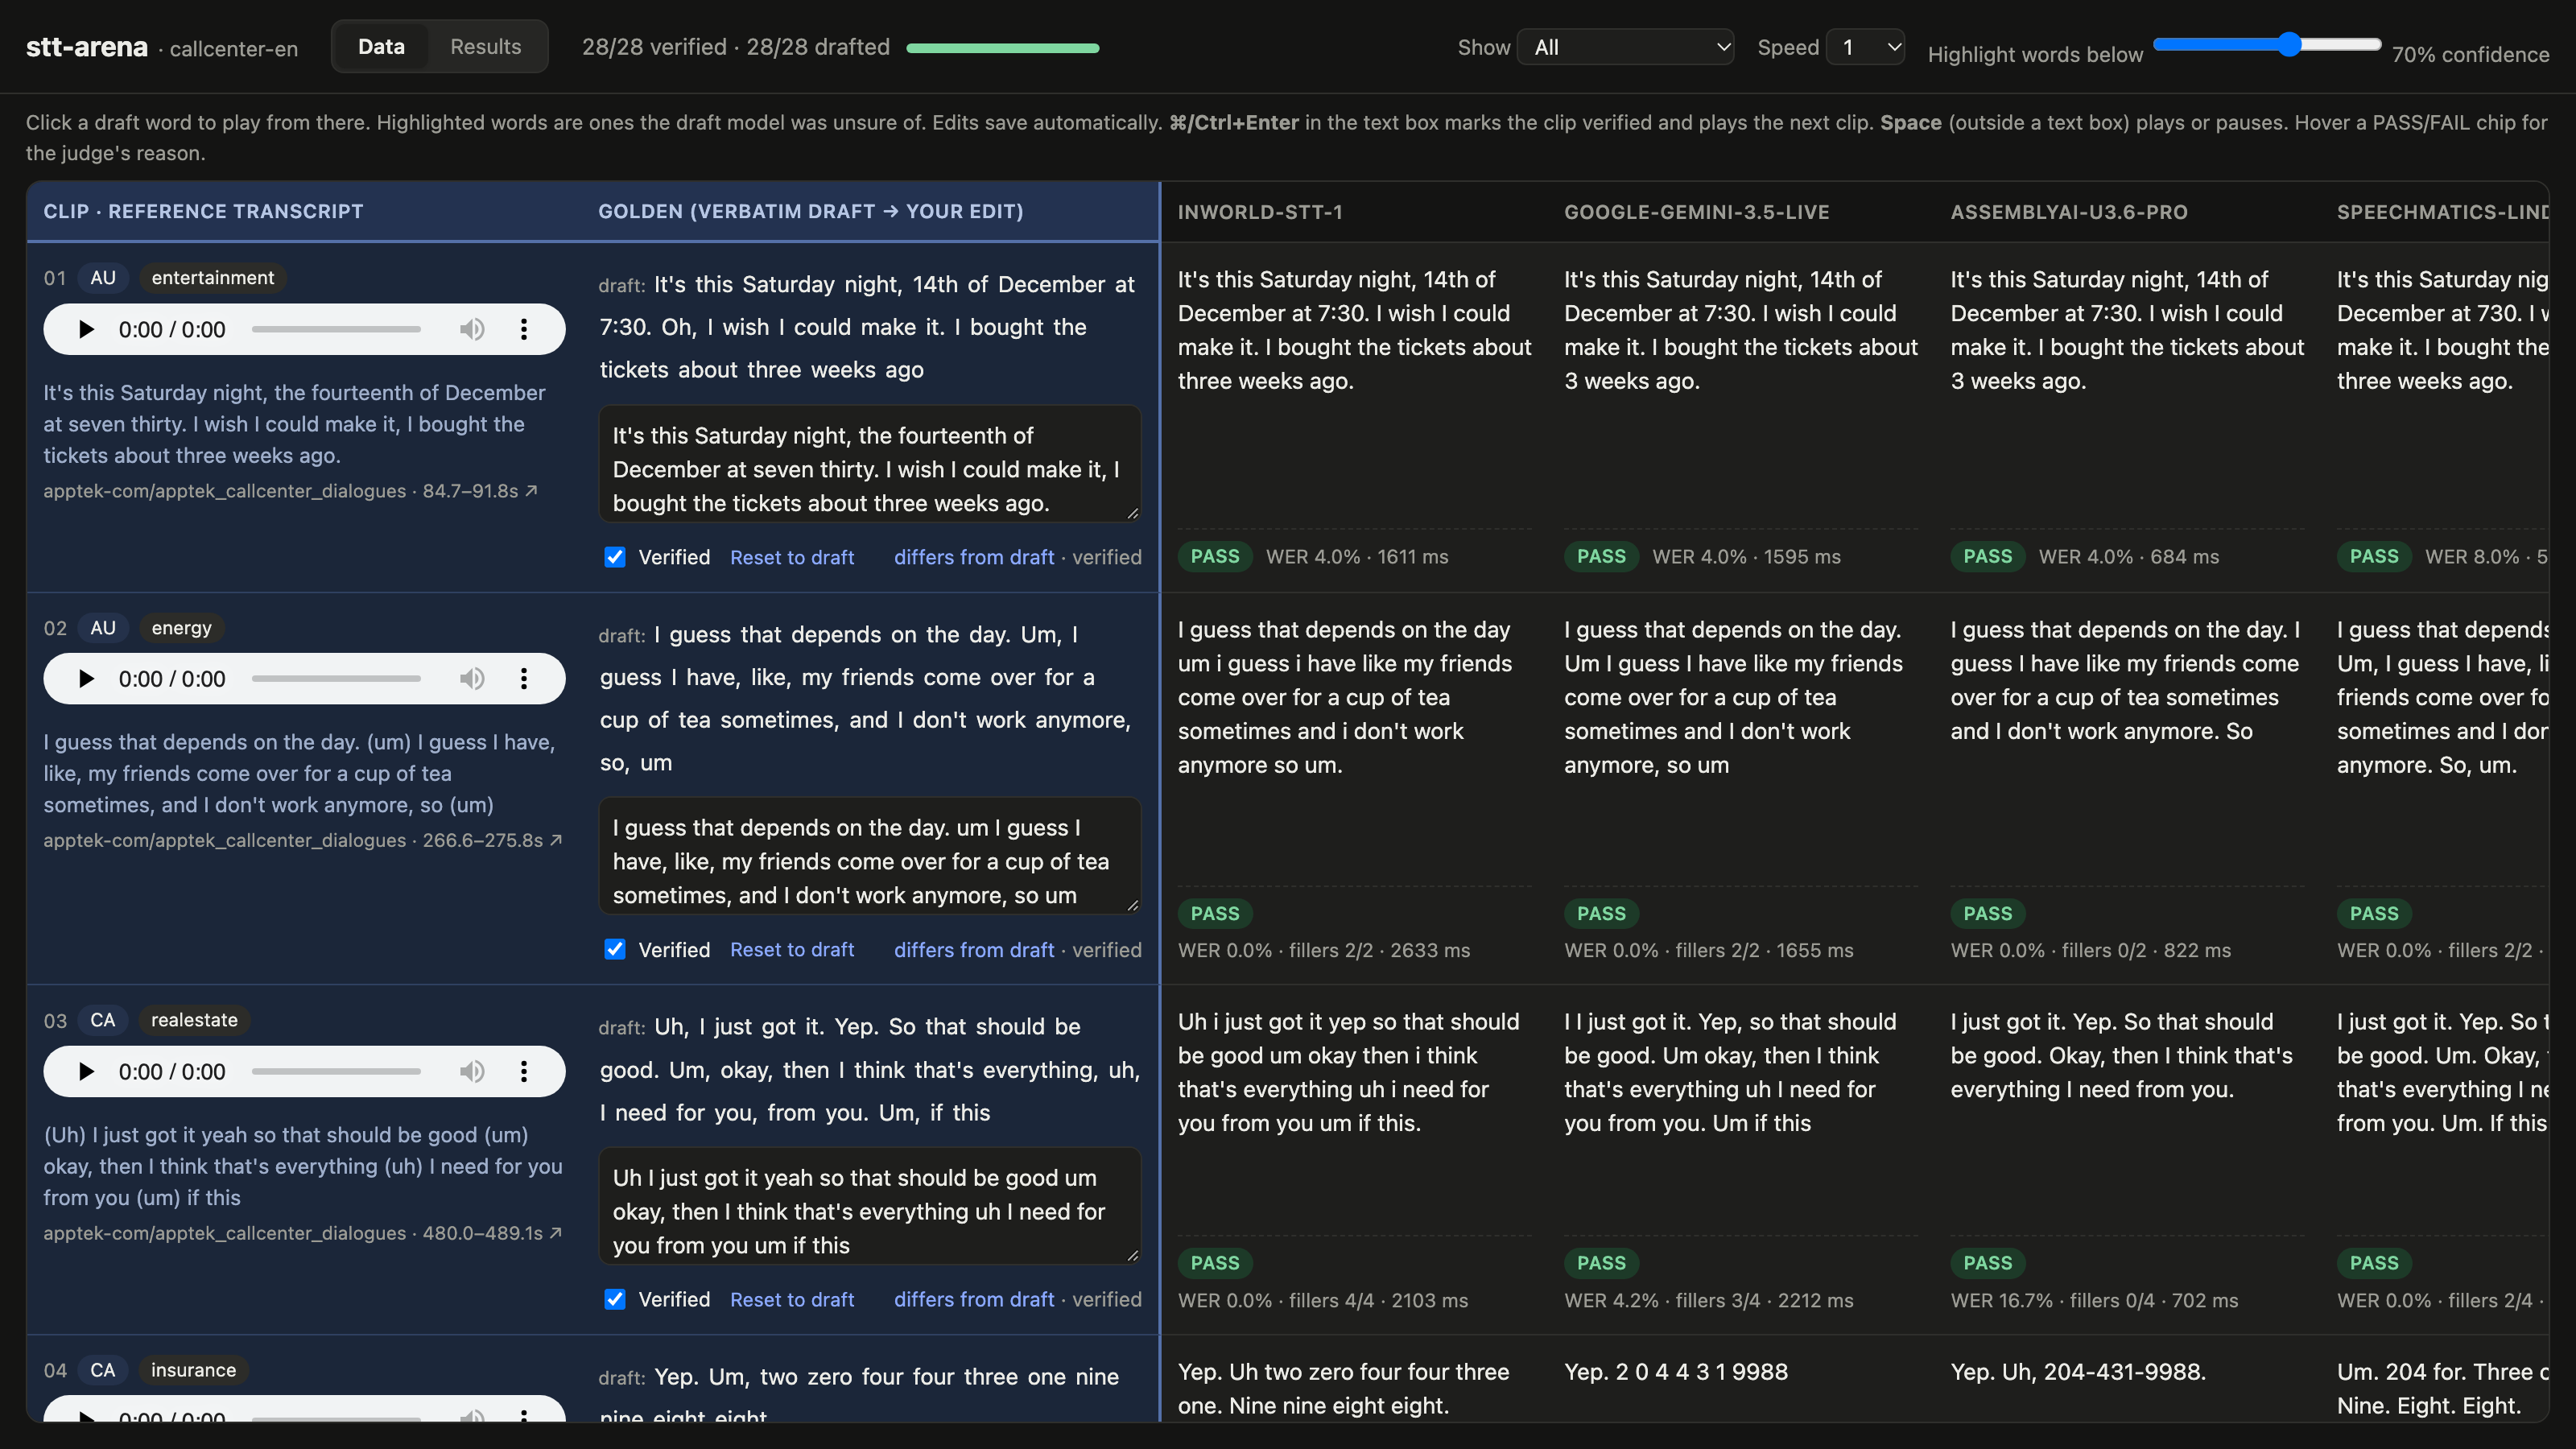 stt-arena · callcenter-en
Data Results
28/28 verified · 28/28 drafted
Show All
Speed 1
Highlight words below 70% confidence
Click a draft word to play from there. Highlighted words are ones the draft model was unsure of. Edits save automatically. ⌘/Ctrl+Enter in the text box marks the clip verified and plays the next clip. Space (outside a text box) plays or pauses. Hover a PASS/FAIL chip for
the judge's reason.
CLIP · REFERENCE TRANSCRIPT
GOLDEN (VERBATIM DRAFT → YOUR EDIT)
INWORLD-STT-1
GOOGLE-GEMINI-3.5-LIVE
ASSEMBLYAI-U3.6-PRO
SPEECHMATICS-LIND
01 AU entertainment
0:00 / 0:00
It's this Saturday night, the fourteenth of December
at seven thirty. I wish I could make it, I bought the
tickets about three weeks ago.
apptek-com/apptek_callcenter_dialogues · 84.7–91.8s ↗
draft: It's this Saturday night, 14th of December at
7:30. Oh, I wish I could make it. I bought the
tickets about three weeks ago
It's this Saturday night, the fourteenth of
December at seven thirty. I wish I could make it, I
bought the tickets about three weeks ago.
Verified Reset to draft differs from draft · verified
It's this Saturday night, 14th of
December at 7:30. I wish I could
make it. I bought the tickets about
three weeks ago.
PASS WER 4.0% · 1611 ms
It's this Saturday night, 14th of
December at 7:30. I wish I could
make it. I bought the tickets about
3 weeks ago.
PASS WER 4.0% · 1595 ms
It's this Saturday night, 14th of
December at 7:30. I wish I could
make it. I bought the tickets about
3 weeks ago.
PASS WER 4.0% · 684 ms
It's this Saturday nig
December at 730. I w
make it. I bought the
three weeks ago.
PASS WER 8.0% · 5
02 AU energy
0:00 / 0:00
I guess that depends on the day. (um) I guess I have,
like, my friends come over for a cup of tea
sometimes, and I don't work anymore, so (um)
apptek-com/apptek_callcenter_dialogues · 266.6–275.8s ↗
draft: I guess that depends on the day. Um, I
guess I have, like, my friends come over for a
cup of tea sometimes, and I don't work anymore,
so, um
I guess that depends on the day. um I guess I
have, like, my friends come over for a cup of tea
sometimes, and I don't work anymore, so um
Verified Reset to draft differs from draft · verified
I guess that depends on the day
um i guess i have like my friends
come over for a cup of tea
sometimes and i don't work
anymore so um.
PASS
WER 0.0% · fillers 2/2 · 2633 ms
I guess that depends on the day.
Um I guess I have like my friends
come over for a cup of tea
sometimes and I don't work
anymore, so um
PASS
WER 0.0% · fillers 2/2 · 1655 ms
I guess that depends on the day. I
guess I have like my friends come
over for a cup of tea sometimes
and I don't work anymore. So
PASS
WER 0.0% · fillers 0/2 · 822 ms
I guess that depends
Um, I guess I have, li
friends come over fo
sometimes and I don
anymore. So, um.
PASS
WER 0.0% · fillers 2/2 ·
03 CA realestate
0:00 / 0:00
(Uh) I just got it yeah so that should be good (um)
okay, then I think that's everything (uh) I need for you
from you (um) if this
apptek-com/apptek_callcenter_dialogues · 480.0–489.1s ↗
draft: Uh, I just got it. Yep. So that should be
good. Um, okay, then I think that's everything, uh,
I need for you, from you. Um, if this
Uh I just got it yeah so that should be good um
okay, then I think that's everything uh I need for
you from you um if this
Verified Reset to draft differs from draft · verified
Uh i just got it yep so that should
be good um okay then i think
that's everything uh i need for
you from you um if this.
PASS
WER 0.0% · fillers 4/4 · 2103 ms
I I just got it. Yep, so that should
be good. Um okay, then I think
that's everything uh I need for
you from you. Um if this
PASS
WER 4.2% · fillers 3/4 · 2212 ms
I just got it. Yep. So that should
be good. Okay, then I think that's
everything I need from you.
PASS
WER 16.7% · fillers 0/4 · 702 ms
I just got it. Yep. So t
be good. Um. Okay,
that's everything I ne
from you. Um. If this
PASS
WER 0.0% · fillers 2/4 ·
04 CA insurance
0:00 / 0:00
draft: Yep. Um, two zero four four three one nine
nine eight eight
Yep. Uh two zero four four three
one. Nine nine eight eight.
Yep. 2 0 4 4 3 1 9988
Yep. Uh, 204-431-9988.
Um. 204 for. Three o
Nine. Eight. Eight.